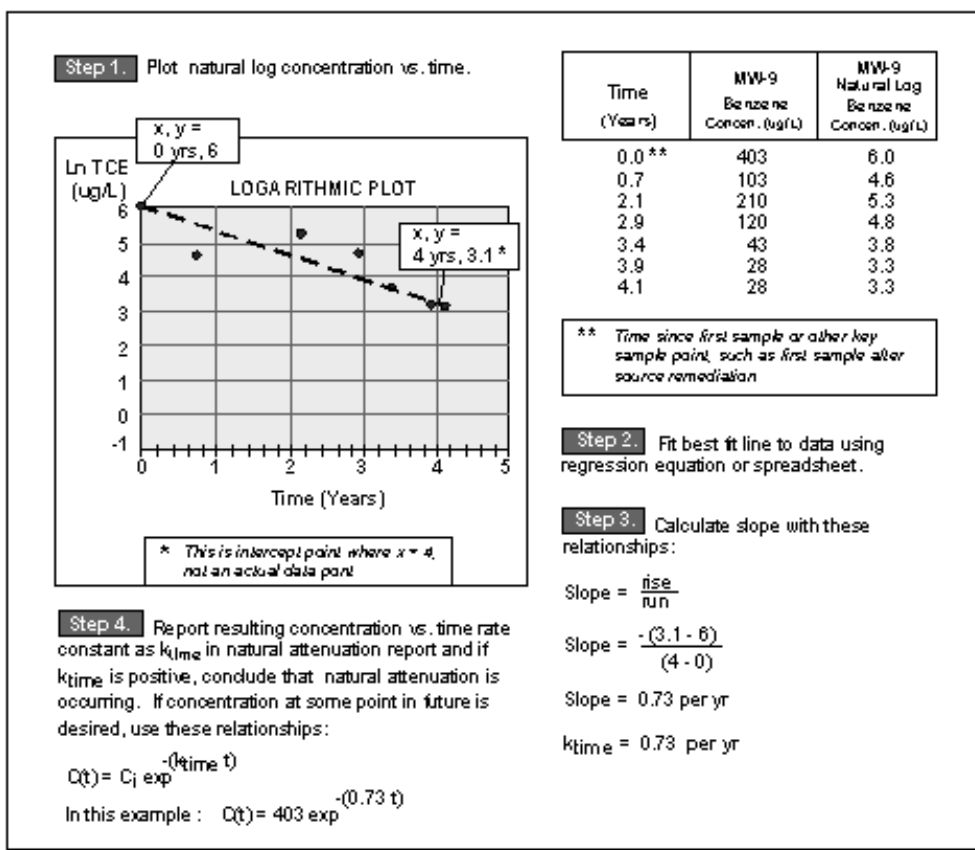 Step 1. Plot natural log concentration vs. time.
x, y =
0 yrs, 6
Ln TCE
(ug/L)
LOGARITHMIC PLOT
6
5
4
3
2
1
0
-1
x, y =
4 yrs, 3.1 *
0 1 2 3 4 5
Time (Years)
* This is intercept point where x = 4,
not an actual data point
Step 4. Report resulting concentration vs. time rate
constant as ktime in natural attenuation report and if
ktime is positive, conclude that natural attenuation is
occurring. If concentration at some point in future is
desired, use these relationships:
C(t) = Ci exp -(ktime t)
In this example : C(t) = 403 exp -(0.73 t)
Time
(Years)
MW-9
Benzene
Concen. (ug/L)
MW-9
Natural Log
Benzene
Concen. (ug/L)
0.0 ** 403 6.0
0.7 103 4.6
2.1 210 5.3
2.9 120 4.8
3.4 43 3.8
3.9 28 3.3
4.1 28 3.3
** Time since first sample or other key
sample point, such as first sample after
source remediation
Step 2. Fit best fit line to data using
regression equation or spreadsheet.
Step 3. Calculate slope with these
relationships:
Slope = rise
run
Slope = -(3.1 - 6)
(4 - 0)
Slope = 0.73 per yr
ktime = 0.73 per yr